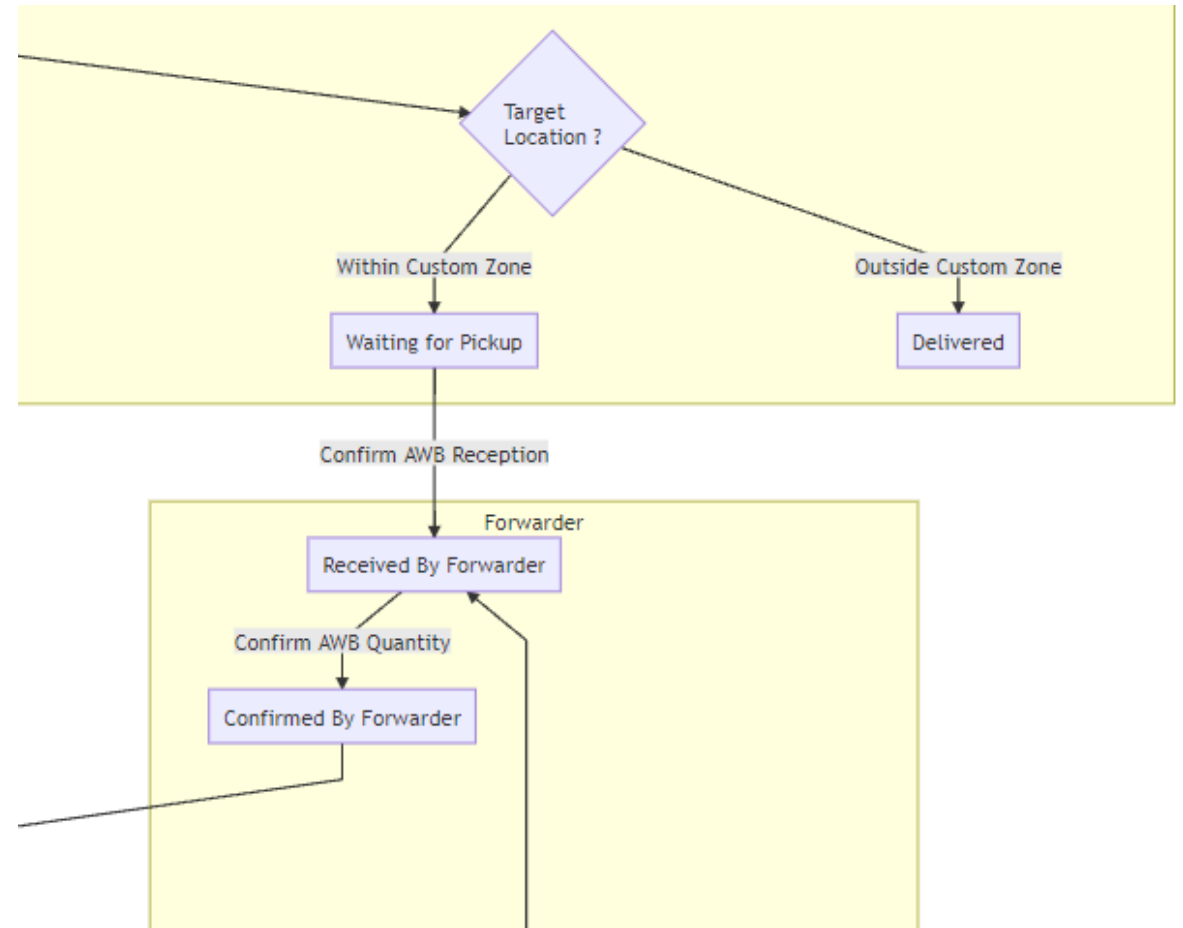 Target
Location ?
Within Custom Zone
Outside Custom Zone
Waiting for Pickup
Delivered
Confirm AWB Reception
Forwarder
Received By Forwarder
Confirm AWB Quantity
Confirmed By Forwarder